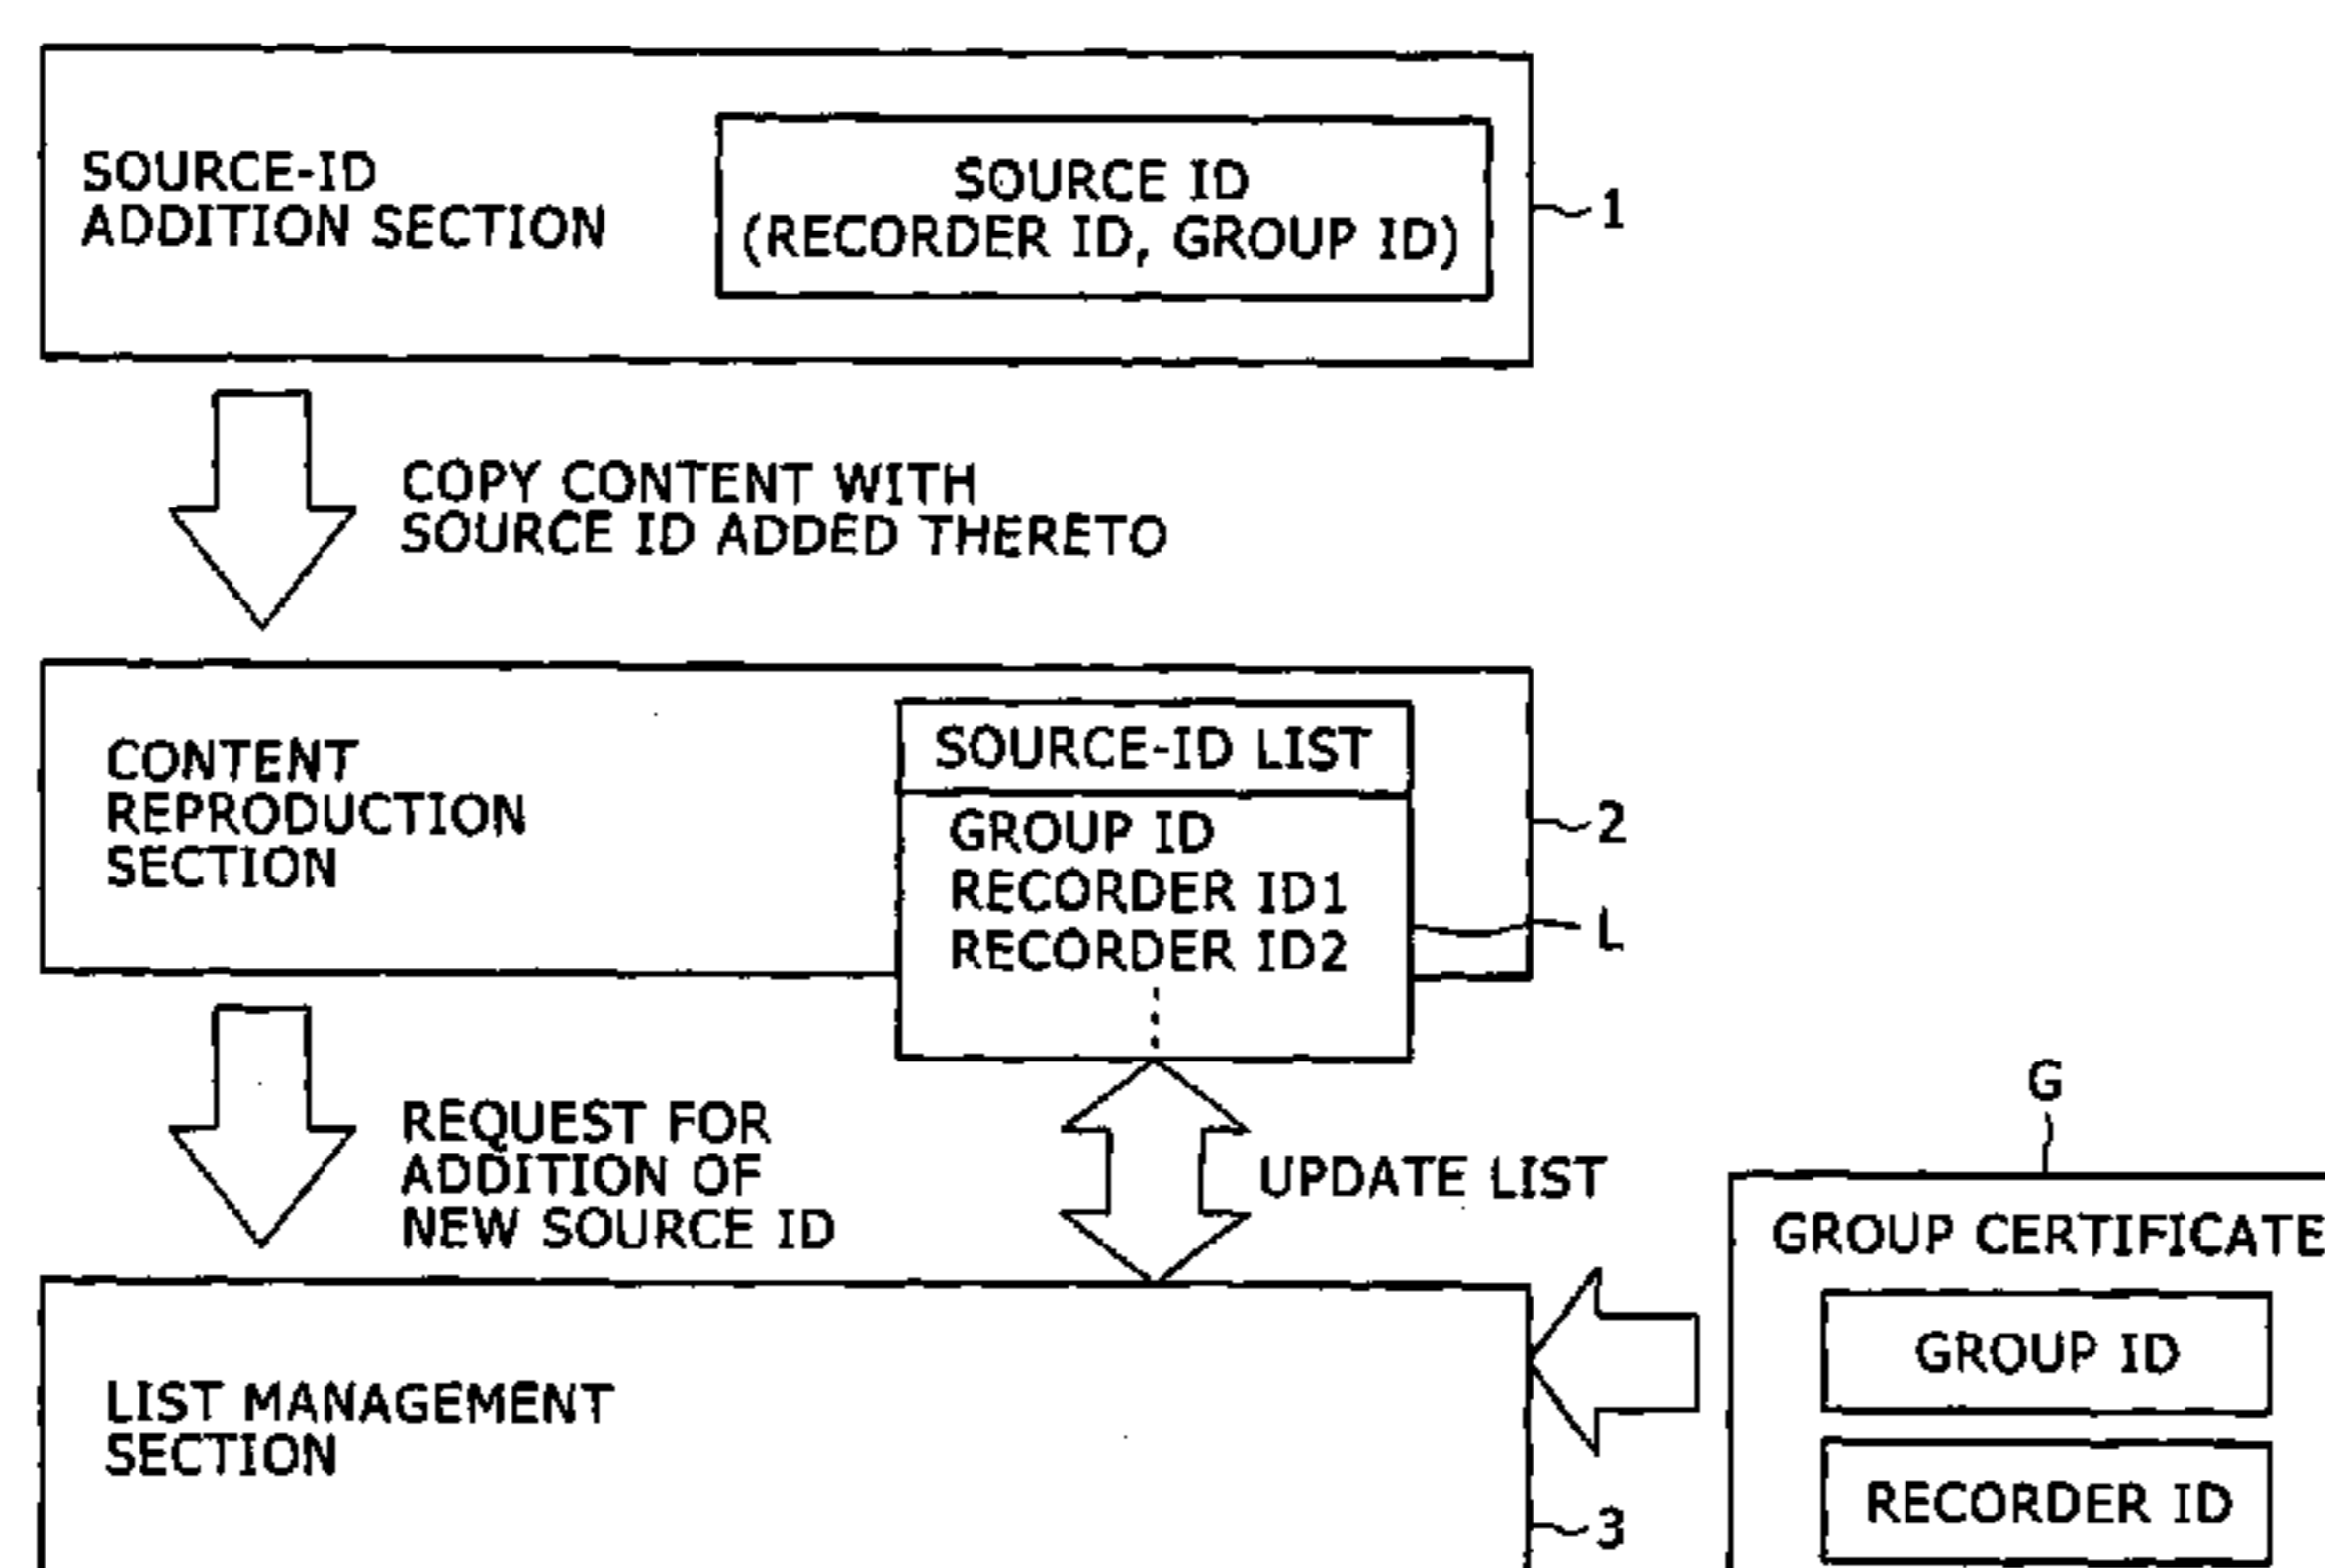 SOURCE-ID
ADDITION SECTION
SOURCE ID
(RECORDER ID, GROUP ID)
1
COPY CONTENT WITH
SOURCE ID ADDED THERETO
CONTENT
REPRODUCTION
SECTION
SOURCE-ID LIST
GROUP ID
RECORDER ID1
RECORDER ID2
2
L
REQUEST FOR
ADDITION OF
NEW SOURCE ID
UPDATE LIST
G
GROUP CERTIFICATE
GROUP ID
RECORDER ID
LIST MANAGEMENT
SECTION
3